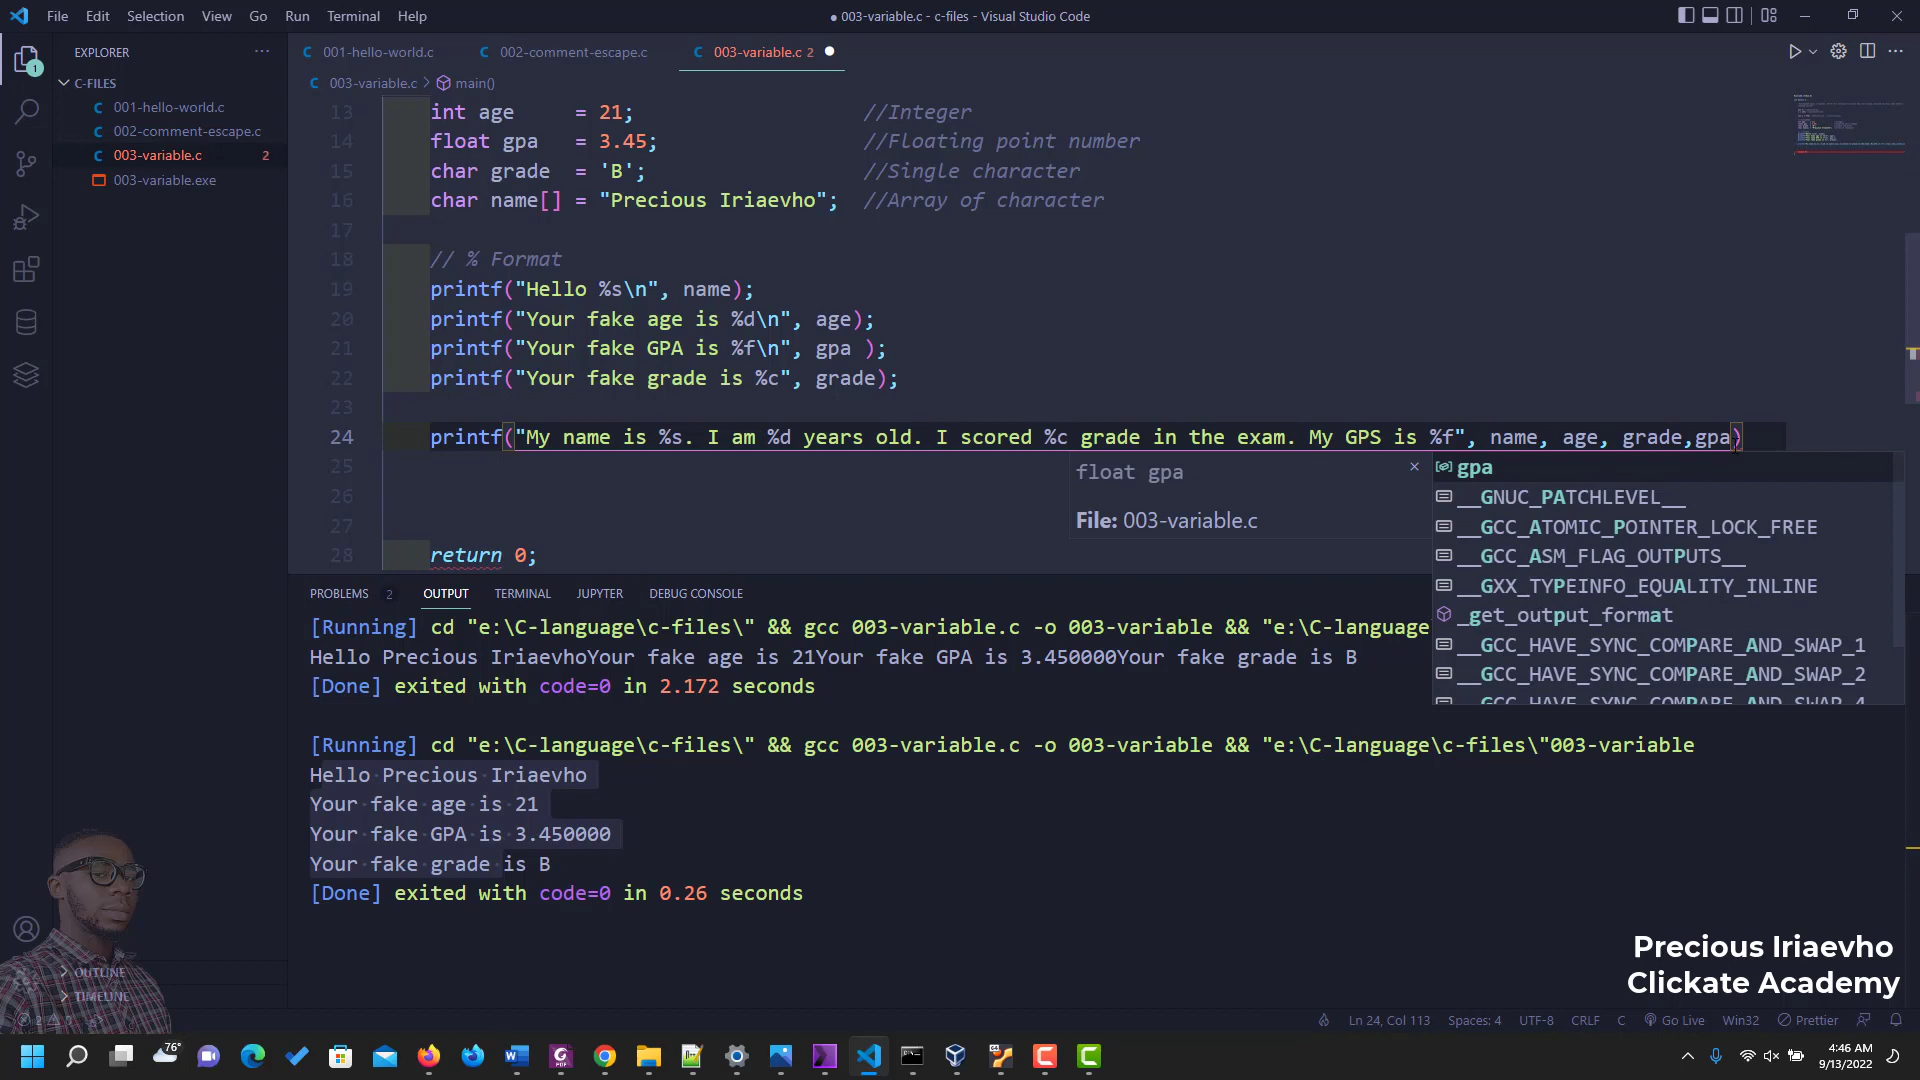 File Edit Selection View Go Run Terminal Help
● 003-variable.c - c-files - Visual Studio Code
EXPLORER
1
C-FILES
C 001-hello-world.c
C 002-comment-escape.c
C 003-variable.c 2
003-variable.exe
OUTLINE
TIMELINE
C 001-hello-world.c C 002-comment-escape.c C 003-variable.c 2 ●
C 003-variable.c > main()
13 int age     = 21;                   //Integer
14 float gpa   = 3.45;                 //Floating point number
15 char grade  = 'B';                  //Single character
16 char name[] = "Precious Iriaevho";  //Array of character
17
18 // % Format
19 printf("Hello %s\n", name);
20 printf("Your fake age is %d\n", age);
21 printf("Your fake GPA is %f\n", gpa );
22 printf("Your fake grade is %c", grade);
23
24 printf("My name is %s. I am %d years old. I scored %c grade in the exam. My GPS is %f", name, age, grade,gpa)
25
26
27
28 return 0;
float gpa
File: 003-variable.c
gpa
__GNUC_PATCHLEVEL__
__GCC_ATOMIC_POINTER_LOCK_FREE
__GCC_ASM_FLAG_OUTPUTS__
__GXX_TYPEINFO_EQUALITY_INLINE
_get_output_format
__GCC_HAVE_SYNC_COMPARE_AND_SWAP_1
__GCC_HAVE_SYNC_COMPARE_AND_SWAP_2
__GCC_HAVE_SYNC_COMPARE_AND_SWAP_4
PROBLEMS 2 OUTPUT TERMINAL JUPYTER DEBUG CONSOLE
[Running] cd "e:\C-language\c-files\" && gcc 003-variable.c -o 003-variable && "e:\C-language
Hello Precious IriaevhoYour fake age is 21Your fake GPA is 3.450000Your fake grade is B
[Done] exited with code=0 in 2.172 seconds
[Running] cd "e:\C-language\c-files\" && gcc 003-variable.c -o 003-variable && "e:\C-language\c-files\"003-variable
Hello Precious Iriaevho
Your fake age is 21
Your fake GPA is 3.450000
Your fake grade is B
[Done] exited with code=0 in 0.26 seconds
Precious Iriaevho
Clickate Academy
Ln 24, Col 113 Spaces: 4 UTF-8 CRLF C Go Live Win32 Prettier
76°
4:46 AM
9/13/2022